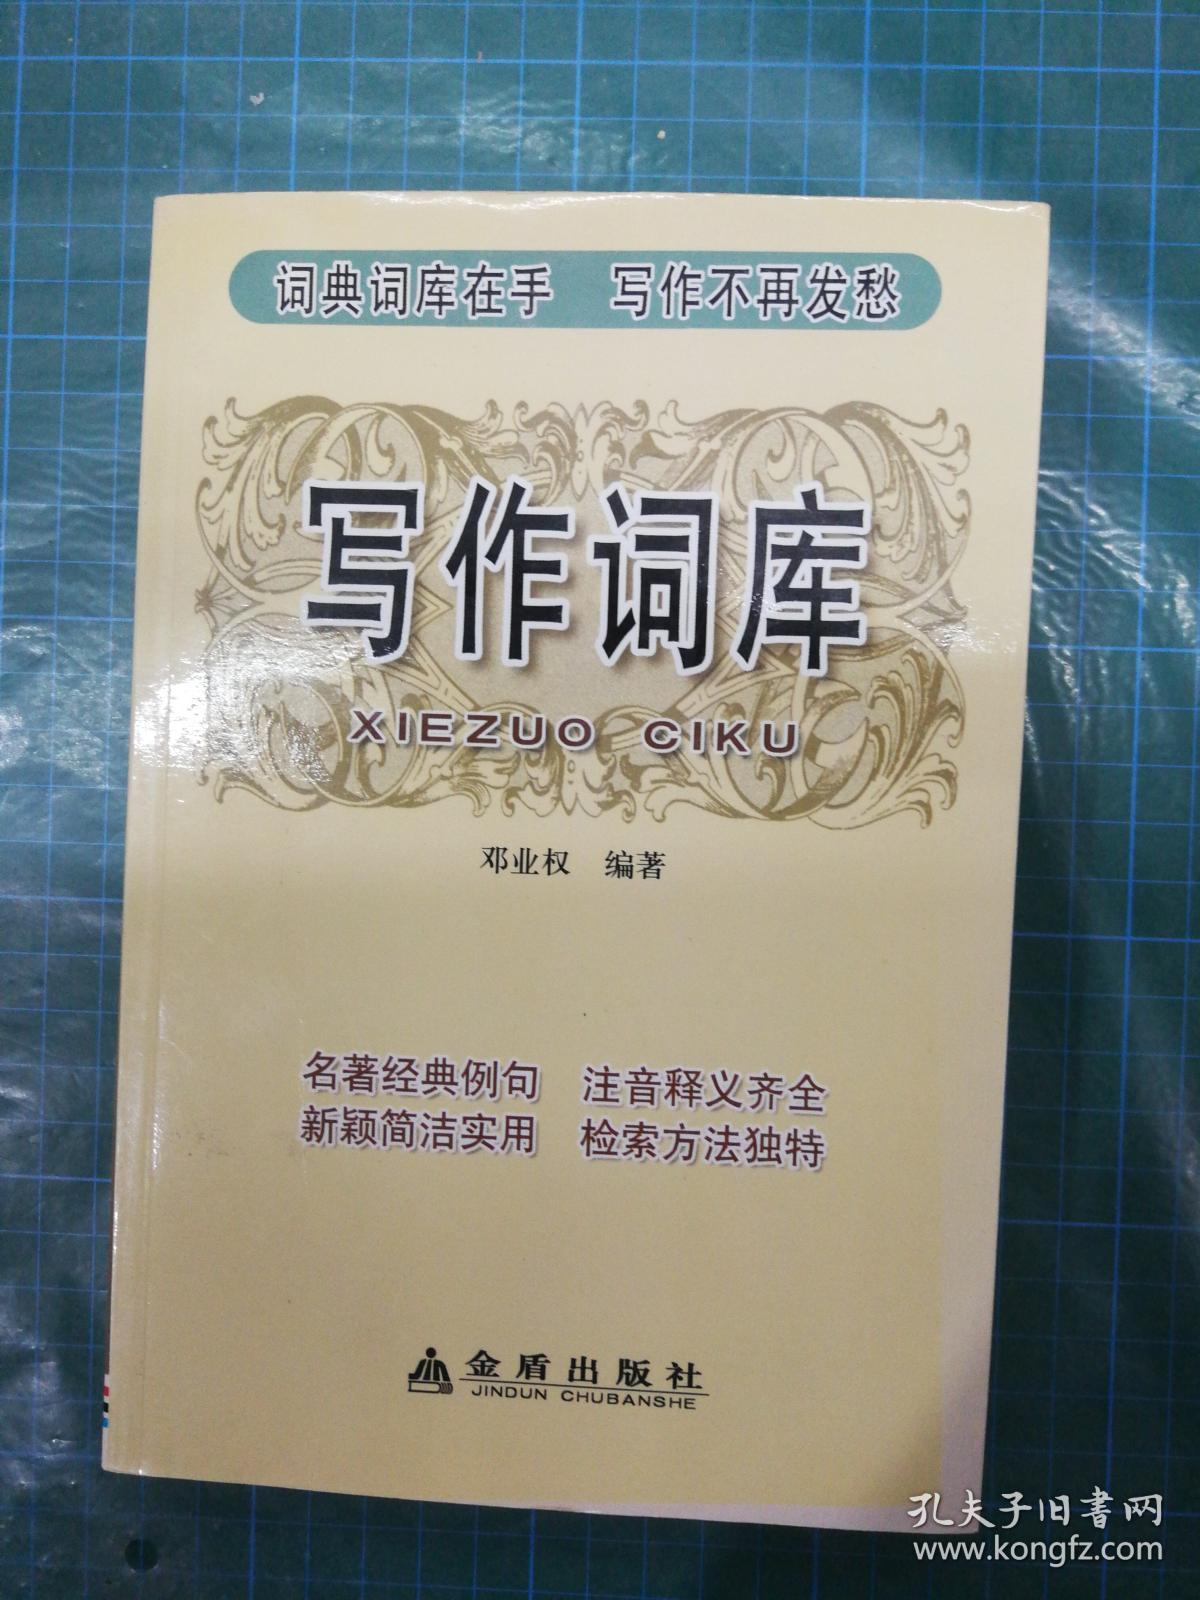 词典词库在手 写作不再发愁
写作词库
XIEZUO CIKU
邓业权 编著
名著经典例句 注音释义齐全
新颖简洁实用 检索方法独特
金盾出版社
JINDUN CHUBANSHE
孔夫子旧書网
www.kongfz.com